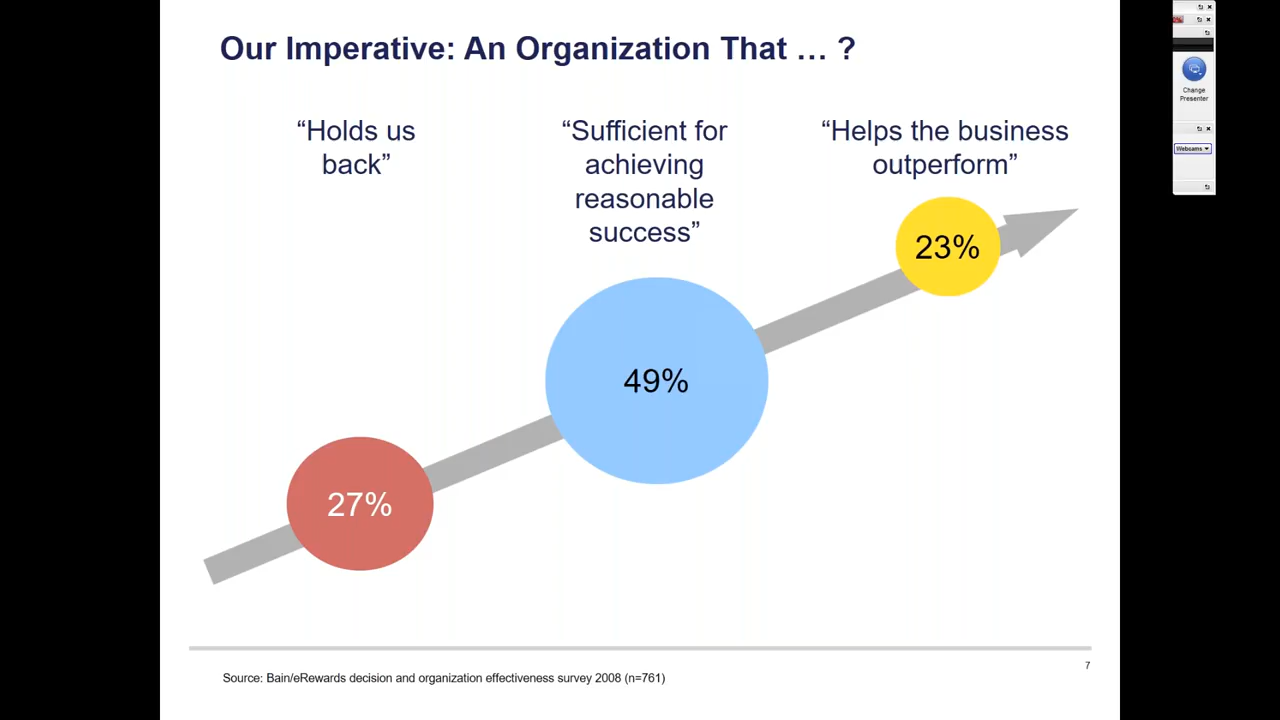 Our Imperative: An Organization That … ?
“Holds us
back”
“Sufficient for
achieving
reasonable
success”
“Helps the business
outperform”
23%
49%
27%
7
Source: Bain/eRewards decision and organization effectiveness survey 2008 (n=761)
Change
Presenter
Webcams